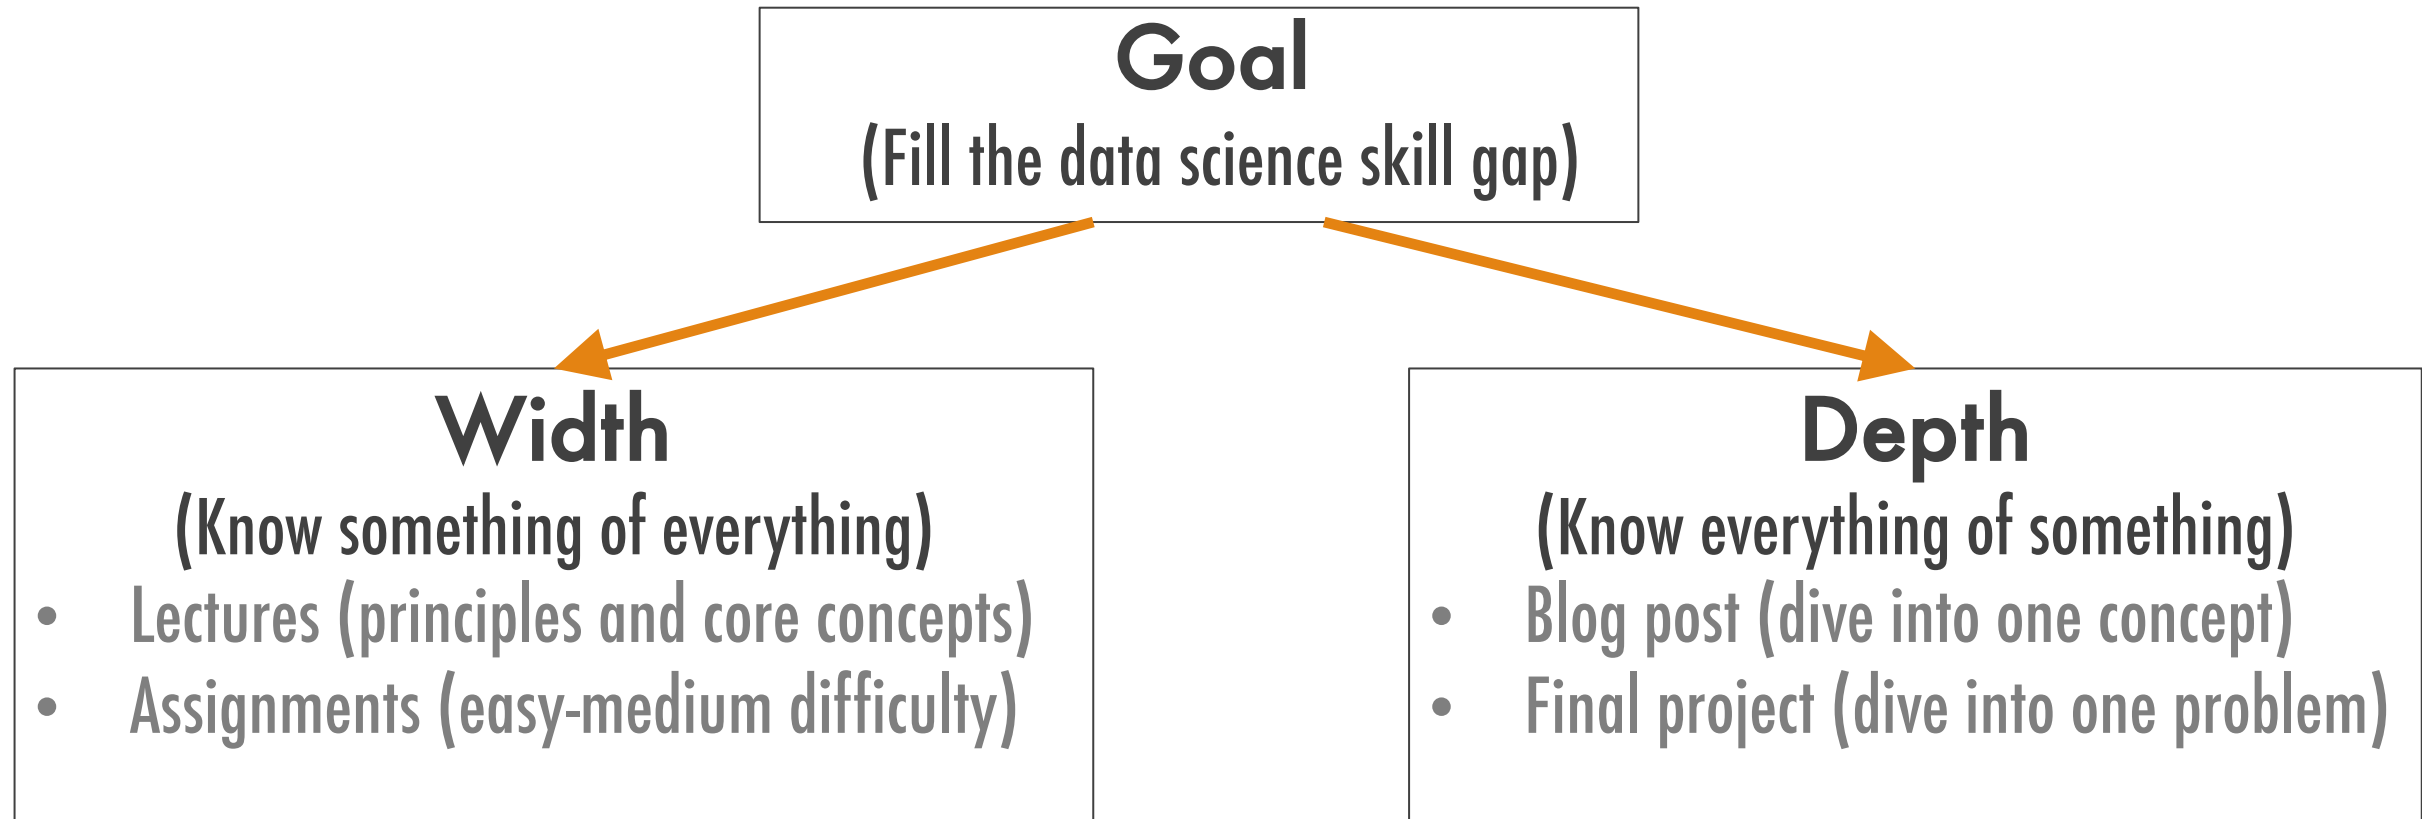 Goal
(Fill the data science skill gap)
Width
(Know something of everything)
• Lectures (principles and core concepts)
• Assignments (easy-medium difficulty)
Depth
(Know everything of something)
• Blog post (dive into one concept)
• Final project (dive into one problem)